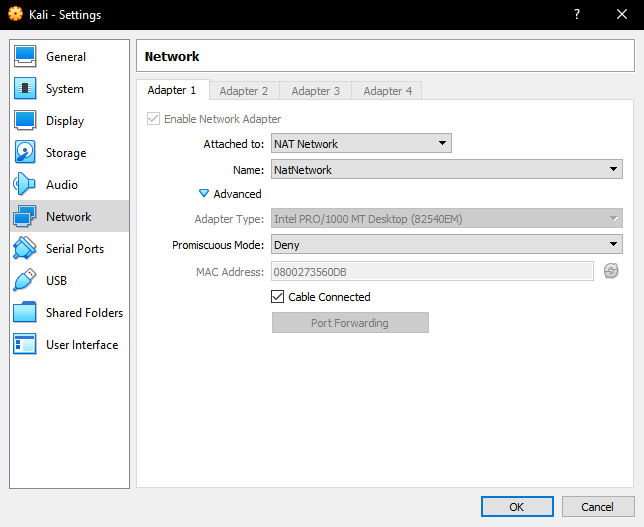 Kali - Settings
General
System
Display
Storage
Audio
Network
Serial Ports
USB
Shared Folders
User Interface
Network
Adapter 1
Adapter 2
Adapter 3
Adapter 4
Enable Network Adapter
Attached to: NAT Network
Name: NatNetwork
Advanced
Adapter Type: Intel PRO/1000 MT Desktop (82540EM)
Promiscuous Mode: Deny
MAC Address: 0800273560DB
Cable Connected
Port Forwarding
OK
Cancel